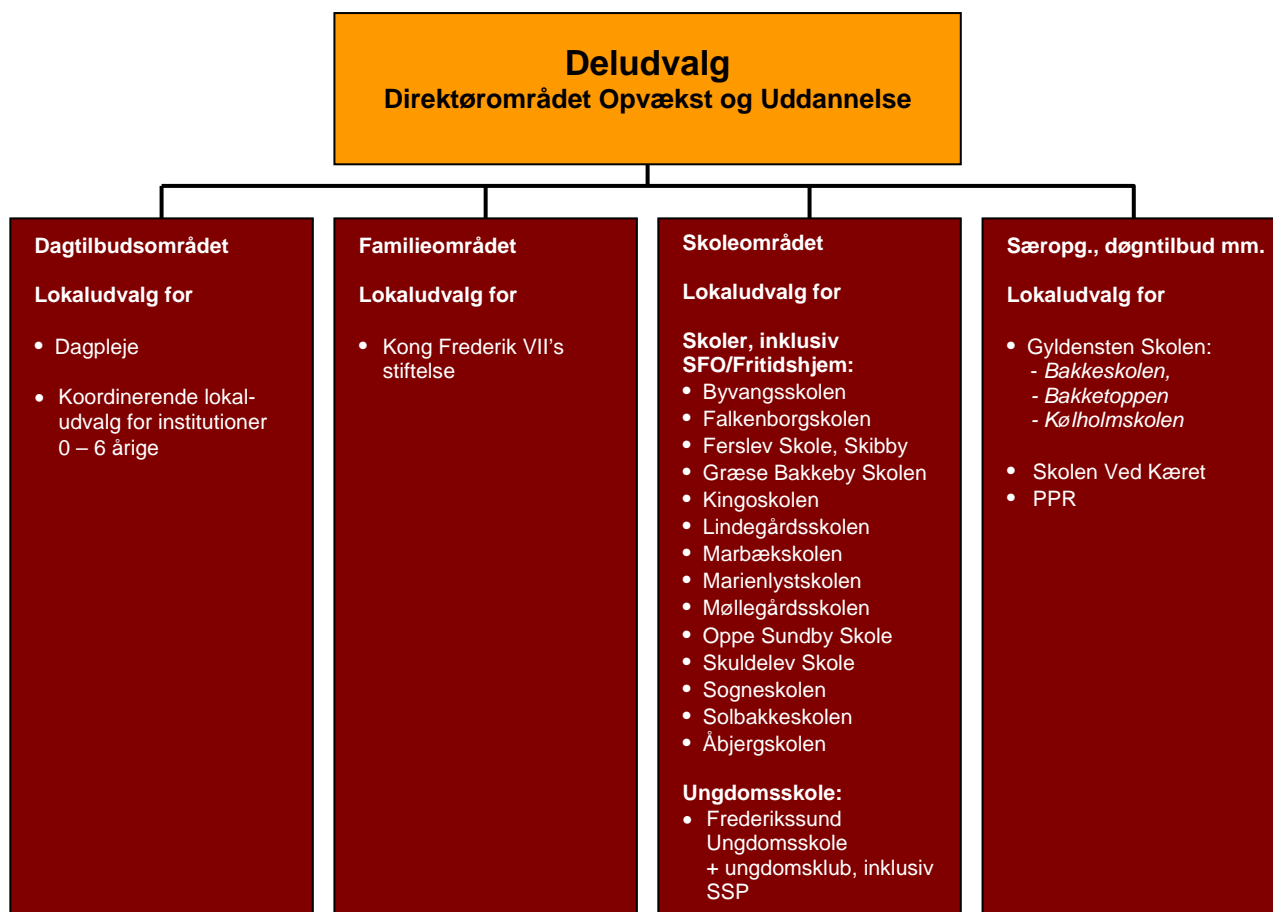 Deludvalg
Direktørområdet Opvækst og Uddannelse
Dagtilbudsområdet
Lokaludvalg for
• Dagpleje
• Koordinerende lokal-
udvalg for institutioner
0 – 6 årige
Familieområdet
Lokaludvalg for
• Kong Frederik VII's
stiftelse
Skoleområdet
Lokaludvalg for
Skoler, inklusiv
SFO/Fritidshjem:
• Byvangsskolen
• Falkenborgskolen
• Ferslev Skole, Skibby
• Græse Bakkeby Skolen
• Kingoskolen
• Lindegårdsskolen
• Marbækskolen
• Marienlystskolen
• Møllegårdsskolen
• Oppe Sundby Skole
• Skuldelev Skole
• Sogneskolen
• Solbakkeskolen
• Åbjergskolen
Ungdomsskole:
• Frederikssund
Ungdomsskole
+ ungdomsklub, inklusiv
SSP
Særopg., døgntilbud mm.
Lokaludvalg for
• Gyldensten Skolen:
- Bakkeskolen,
- Bakketoppen
- Kølholmskolen
• Skolen Ved Kæret
• PPR